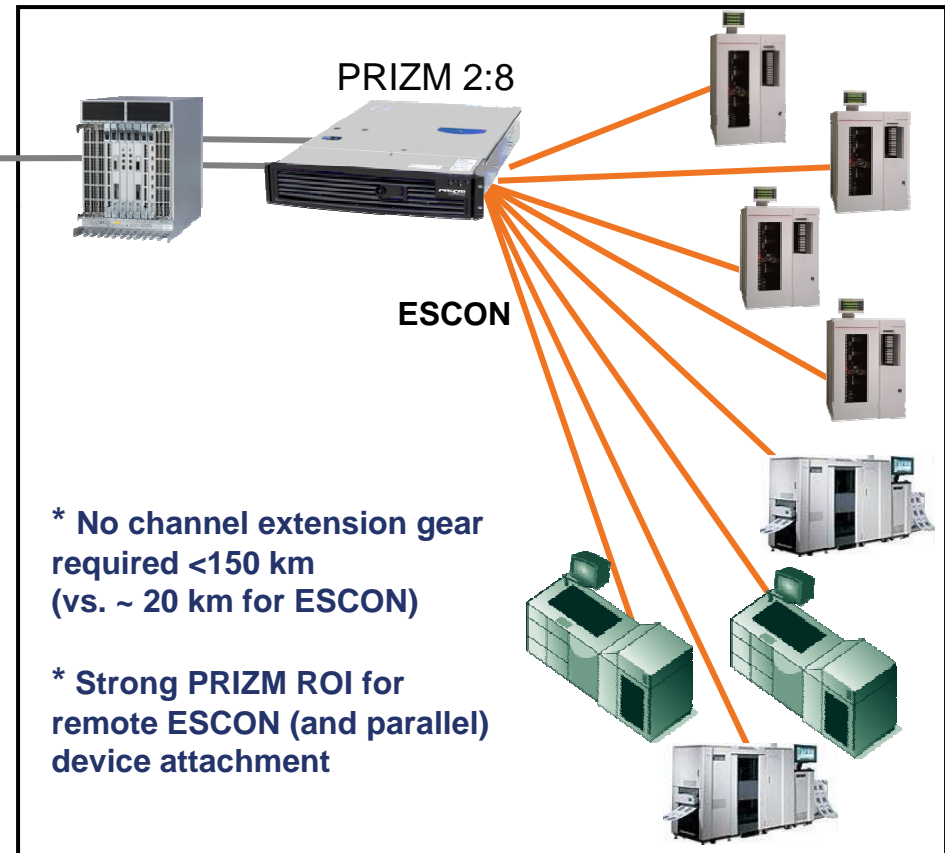 PRIZM 2:8
ESCON
* No channel extension gear
required <150 km
(vs. ~ 20 km for ESCON)
* Strong PRIZM ROI for
remote ESCON (and parallel)
device attachment